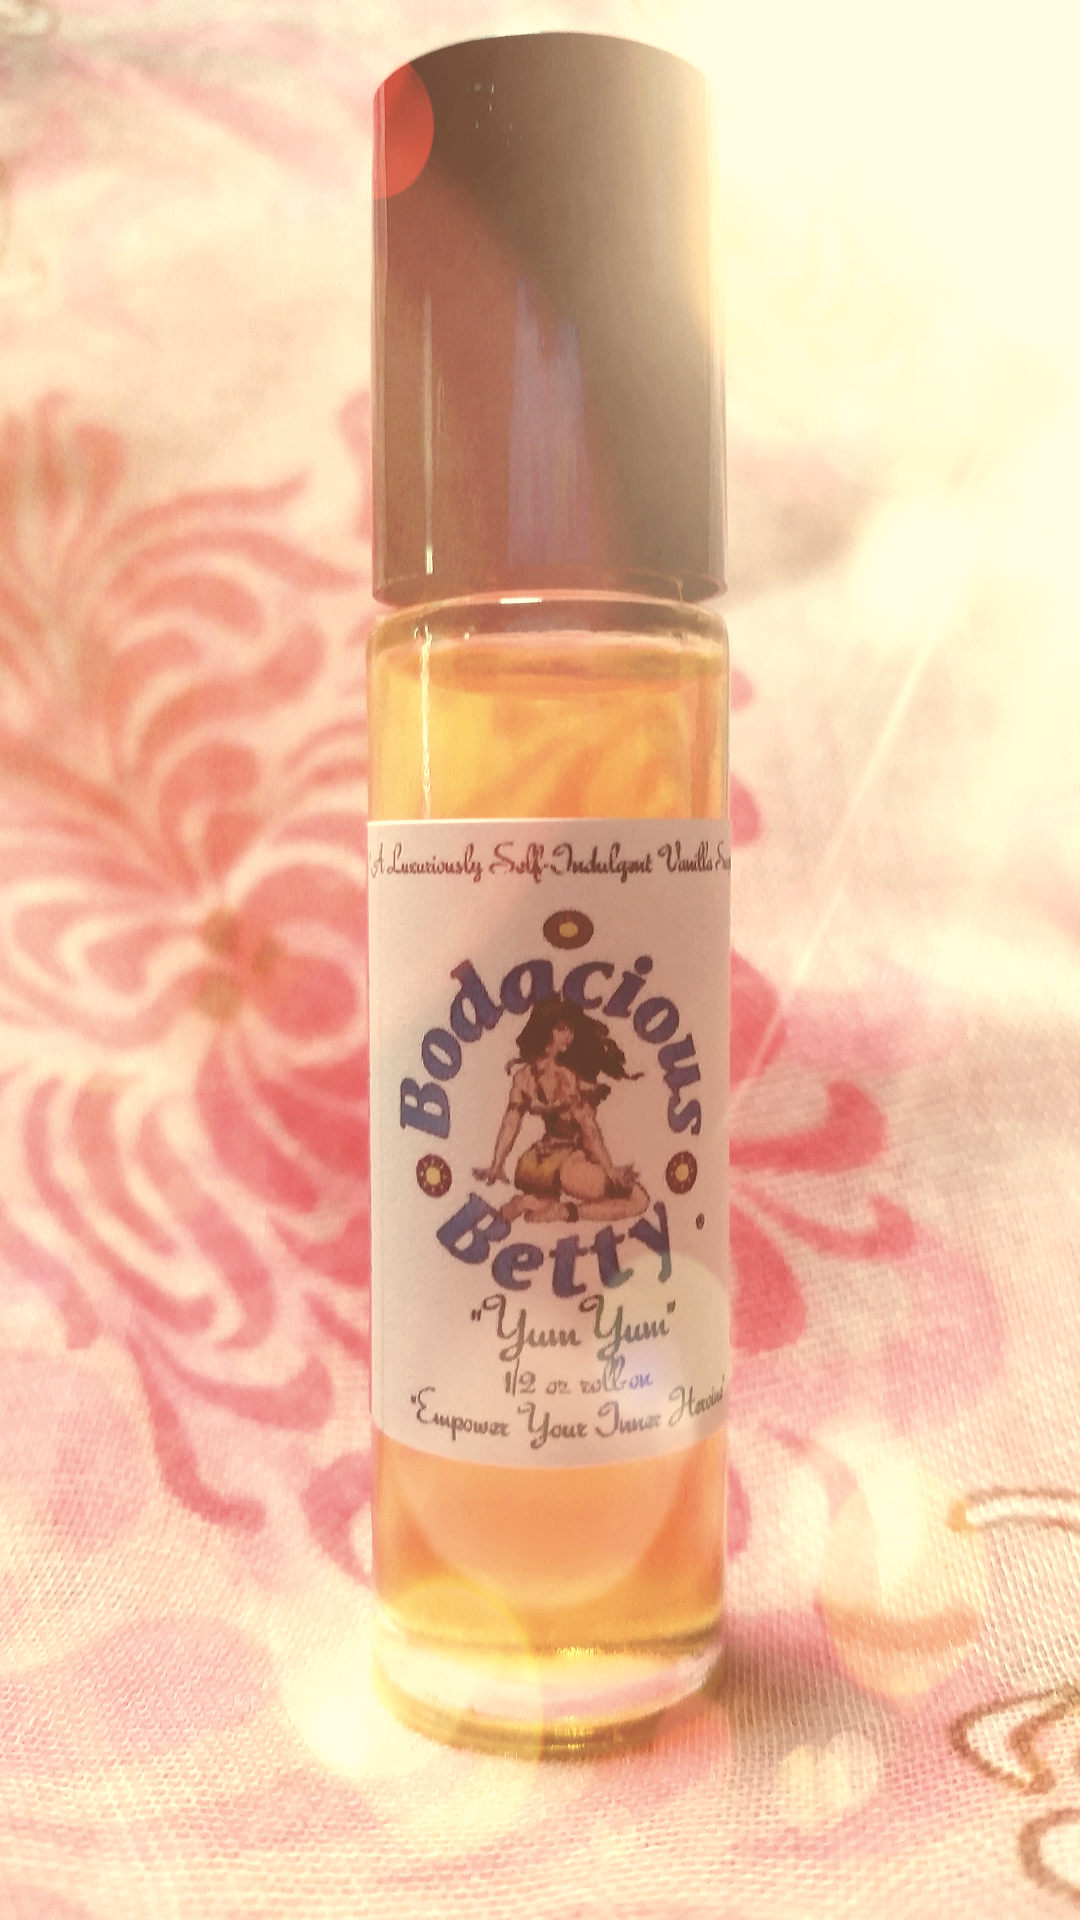 "A Luxuriously Self-Indulgent Vanilla
Bodacious
Betty
"Yum Yum"
1/2 oz roll-on
"Empower Your Inner Heroine"